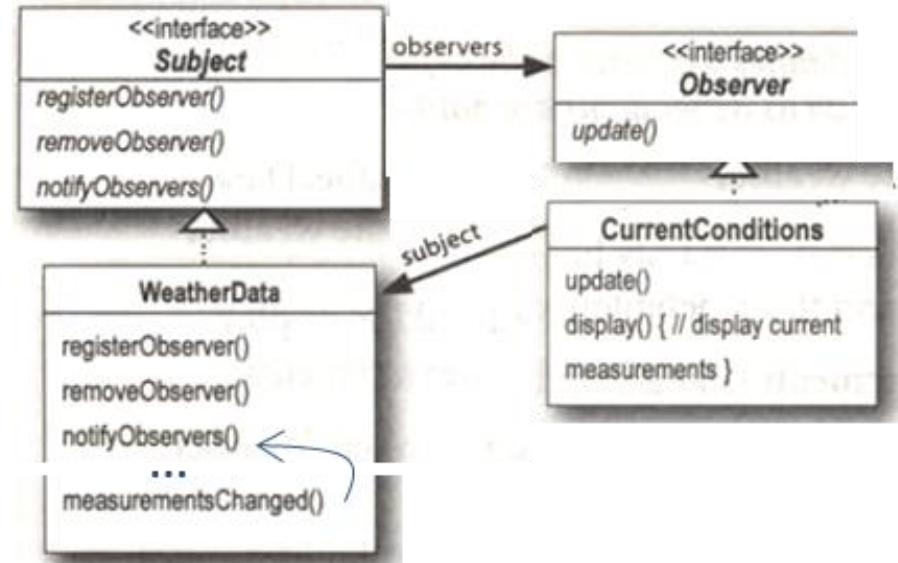 <<interface>>
Subject
registerObserver()
removeObserver()
notifyObservers()
observers
<<interface>>
Observer
update()
subject
WeatherData
registerObserver()
removeObserver()
notifyObservers()
...
measurementsChanged()
CurrentConditions
update()
display() { // display current
measurements }